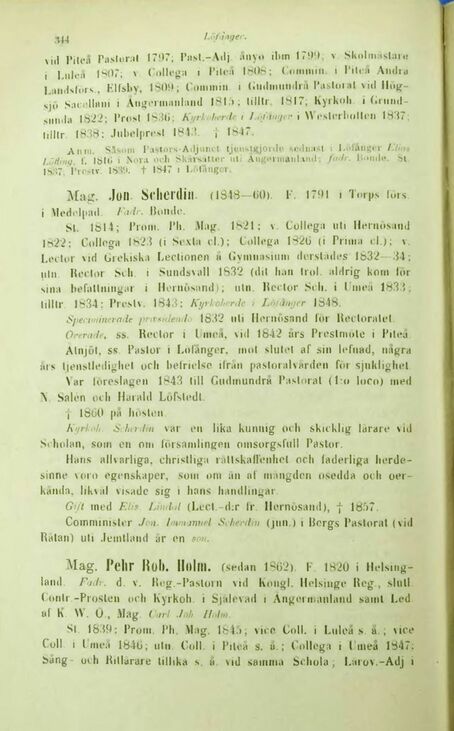 344 Löfånger.
vid Piteå Pastorat 1797; Past.-Adj. ånyo ibm 1799; v. Skolmästare
i Luleå 1807; v. Collega i Piteå 1808; Commin. i Piteå Andra
Landsförs., Elfsby, 1809; Commin. i Gudmundrå Pastorat vid Hög-
sjö Sacellani i Ångermanland 1815; tilltr. 1817; Kyrkoh. i Grund-
sunda 1822; Prost 1836; Kyrkoherde i Löfånger i Westerbotten 1837;
tilltr. 1838; Jubelprest 184 † 1847.
Anm. Såsom Pastors-Adjunct tjenstgjorde sednast i Löfånger
f. 1816 i Nora och Skärsätter uti Ångermanland; fadr. Bonde. St.
1837. Prestv. 1839. † 1847 i Löfånger.
Mag. Jon Scherdin. (1848—60). F. 1791 i Torps förs.
i Medelpad. Fadr. Bonde.
St. 1814; Prom. Ph. Mag. 1821; v. Collega uti Hernösand
1822; Collega 1823 (i Sexta cl.); Collega 1826 (i Prima cl.); v.
Lector vid Grekiska Lectionen å Gymnasium derstädes 1832—34;
utn. Rector Sch. i Sundsvall 1832 (dit han trol. aldrig kom för
sina befattningar i Hernösand); utn. Rector Sch. i Umeå 1833;
tilltr. 1834; Prestv. 1843; Kyrkoherde i Löfånger 1848.
Speciminerade præsidendo 1832 uti Hernösand för Rectoratet.
Orerade, ss. Rector i Umeå, vid 1842 års Prestmöte i Piteå.
Åtnjöt, ss. Pastor i Löfånger, mot slutet af sin lefnad, några
års tjenstledighet och befrielse ifrån pastoralvården för sjuklighet.
Var föreslagen 1843 till Gudmundrå Pastorat (1:o loco) med
N. Salén och Harald Löfstedt.
† 1860 på hösten.
Kyrkoh. Scherdin var en lika kunnig och skicklig lärare vid
Scholan, som en om församlingen omsorgsfull Pastor.
Hans allvarliga, christliga rättskaffenhet och faderliga herde-
sinne voro egenskaper, som om än af mängden osedda och oer-
kända, likväl visade sig i hans handlingar.
Gift med Elis. Lindal (Lect.-d:r fr. Hernösand), † 1857.
Comminister Jon. Immanuel Scherdin (jun.) i Bergs Pastorat (vid
Rätan) uti Jemtland är en son.
Mag. Pehr Rob. Holm. (sedan 1862). F. 1820 i Helsing-
land. Fadr. d. v. Reg.-Pastorn vid Kongl. Helsinge Reg., slutl.
Contr.-Prosten och Kyrkoh. i Själevad i Ångermanland samt Led.
af K. W. O., Mag. Carl Joh. Holm.
St. 1839; Prom. Ph. Mag. 1845; vice Coll. i Luleå s. å.; vice
Coll. i Umeå 1846; utn. Coll. i Piteå s. å.; Collega i Umeå 1847;
Sång- och Ritlärare tillika s. å. vid samma Schola; Lärov.-Adj i